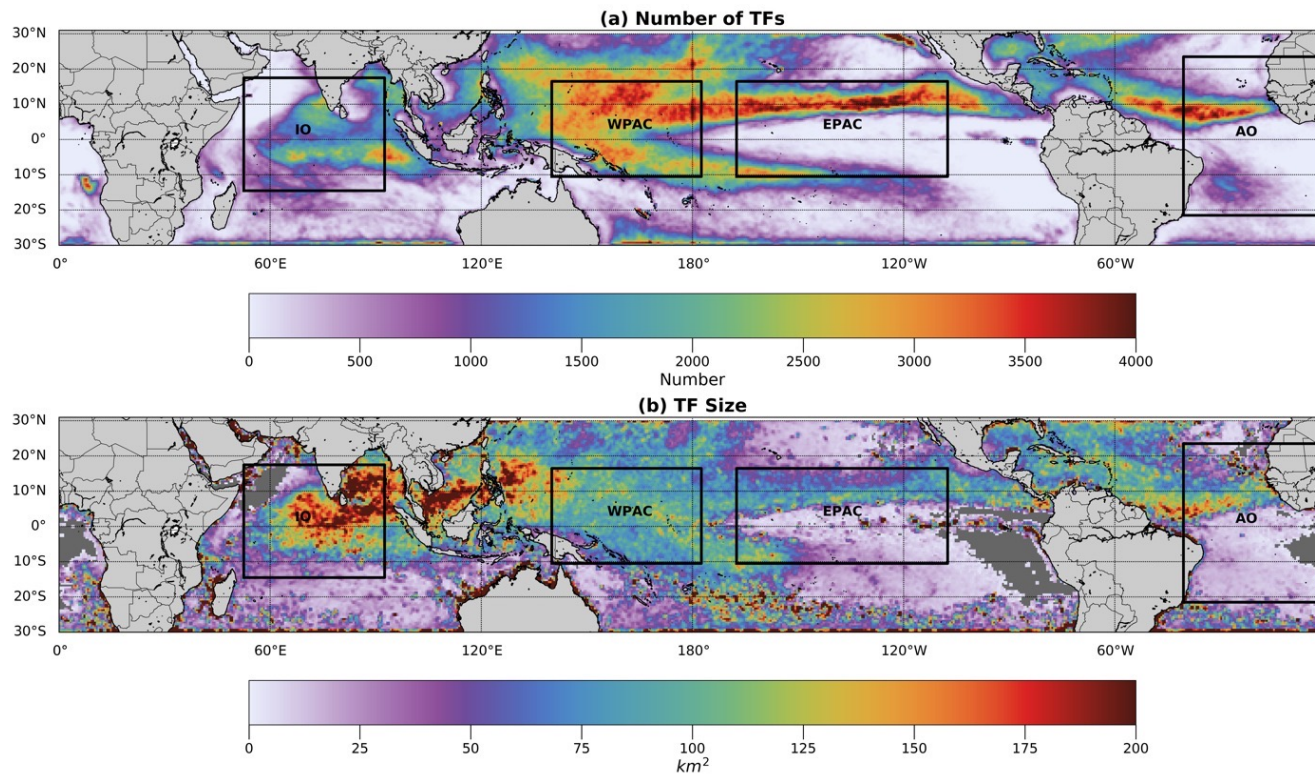 (a) Number of TFs
30°N
20°N
10°N
0°
10°S
20°S
30°S
IO
WPAC
EPAC
AO
0°
60°E
120°E
180°
120°W
60°W
0
500
1000
1500
2000
2500
3000
3500
4000
Number
(b) TF Size
30°N
20°N
10°N
0°
10°S
20°S
30°S
IO
WPAC
EPAC
AO
0°
60°E
120°E
180°
120°W
60°W
0
25
50
75
100
125
150
175
200
km²